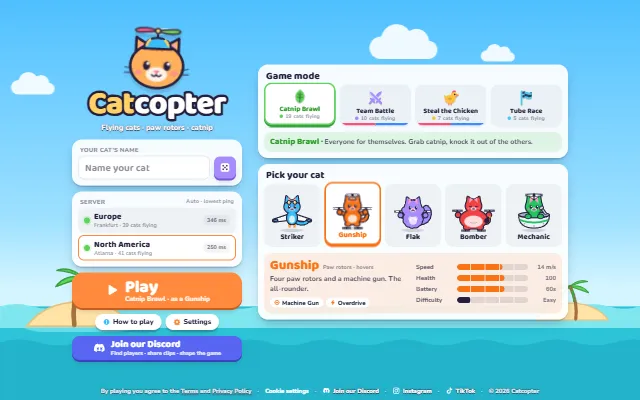 Catcopter
Flying cats · paw rotors · catnip
YOUR CAT'S NAME
Name your cat
SERVER
Auto · lowest ping
Europe
Frankfurt · 39 cats flying
346 ms
North America
Atlanta · 41 cats flying
250 ms
Play
Catnip Brawl · as a Gunship
How to play
Settings
Join our Discord
Find players · share clips · shape the game
Game mode
Catnip Brawl
Team Battle
10 cats flying
Steal the Chicken
7 cats flying
Tube Race
5 cats flying
Catnip Brawl · Everyone for themselves. Grab catnip, knock it out of the others.
Pick your cat
Striker
Gunship
Flak
Bomber
Mechanic
Gunship Paw rotors · hovers
Four paw rotors and a machine gun. The
all-rounder.
Machine Gun
Overdrive
Speed 14 m/s
Health 100
Battery 60s
Difficulty Easy
By playing you agree to the Terms and Privacy Policy · Cookie settings · Join our Discord · Instagram · TikTok · © 2026 Catcopter